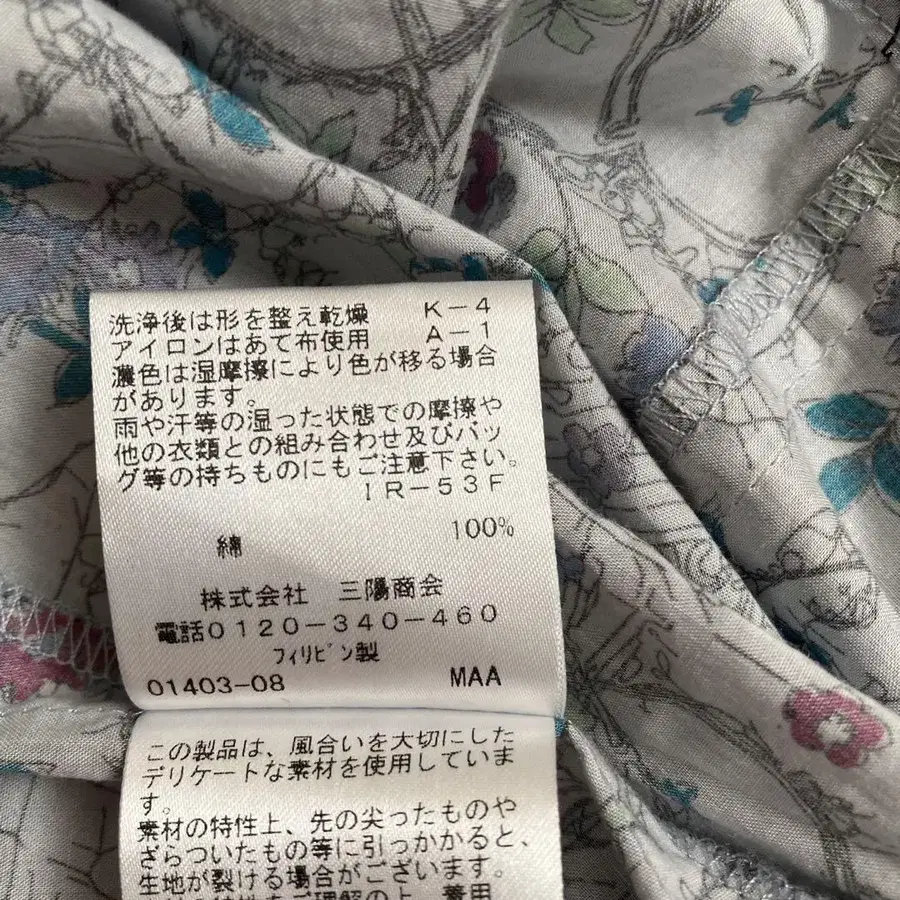 洗浄後は形を整え乾燥 K-4
アイロンはあて布使用 A-1
濃色は湿摩擦により色が移る場合
があります。
雨や汗等の湿った状態での摩擦や
他の衣類との組み合わせ及びバッ
グ等の持ちものにもご注意下さい。
IR-53F
綿 100%
株式会社 三陽商会
電話0120-340-460
フィリピン製
01403-08 MAA
この製品は、風合いを大切にした
デリケートな素材を使用していま
す。
素材の特性上、先の尖ったものや
ざらついたもの等に引っかかると、
生地が裂ける場合がございます。
をご理解の上、着用